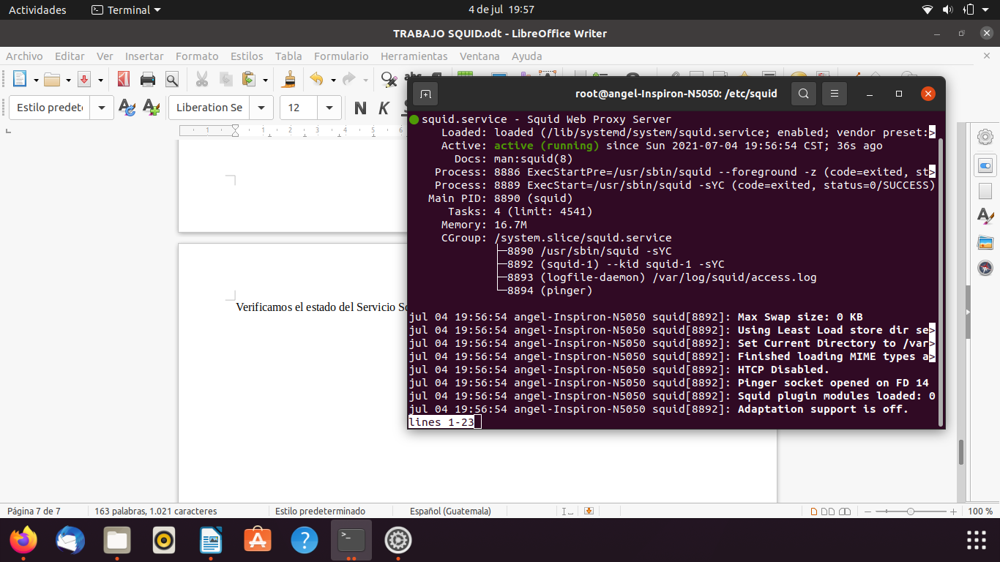 Actividades
Terminal
4 de jul 19:57
TRABAJO SQUID.odt - LibreOffice Writer
Archivo Editar Ver Insertar Formato Estilos Tabla Formulario Herramientas Ventana Ayuda
Estilo predet
Liberation Se
12
N K
1 1 2 3 4 5 6
root@angel-Inspiron-N5050: /etc/squid
squid.service - Squid Web Proxy Server
Loaded: loaded (/lib/systemd/system/squid.service; enabled; vendor preset:>
Active: active (running) since Sun 2021-07-04 19:56:54 CST; 36s ago
Docs: man:squid(8)
Process: 8886 ExecStartPre=/usr/sbin/squid --foreground -z (code=exited, st>
Process: 8889 ExecStart=/usr/sbin/squid -sYC (code=exited, status=0/SUCCESS)
Main PID: 8890 (squid)
Tasks: 4 (limit: 4541)
Memory: 16.7M
CGroup: /system.slice/squid.service
├─8890 /usr/sbin/squid -sYC
├─8892 (squid-1) --kid squid-1 -sYC
├─8893 (logfile-daemon) /var/log/squid/access.log
└─8894 (pinger)
jul 04 19:56:54 angel-Inspiron-N5050 squid[8892]: Max Swap size: 0 KB
jul 04 19:56:54 angel-Inspiron-N5050 squid[8892]: Using Least Load store dir se>
jul 04 19:56:54 angel-Inspiron-N5050 squid[8892]: Set Current Directory to /var>
jul 04 19:56:54 angel-Inspiron-N5050 squid[8892]: Finished loading MIME types a>
jul 04 19:56:54 angel-Inspiron-N5050 squid[8892]: HTCP Disabled.
jul 04 19:56:54 angel-Inspiron-N5050 squid[8892]: Pinger socket opened on FD 14
jul 04 19:56:54 angel-Inspiron-N5050 squid[8892]: Squid plugin modules loaded: 0
jul 04 19:56:54 angel-Inspiron-N5050 squid[8892]: Adaptation support is off.
lines 1-23
Verificamos el estado del Servicio
Página 7 de 7
163 palabras, 1.021 caracteres
Estilo predeterminado
Español (Guatemala)
100 %